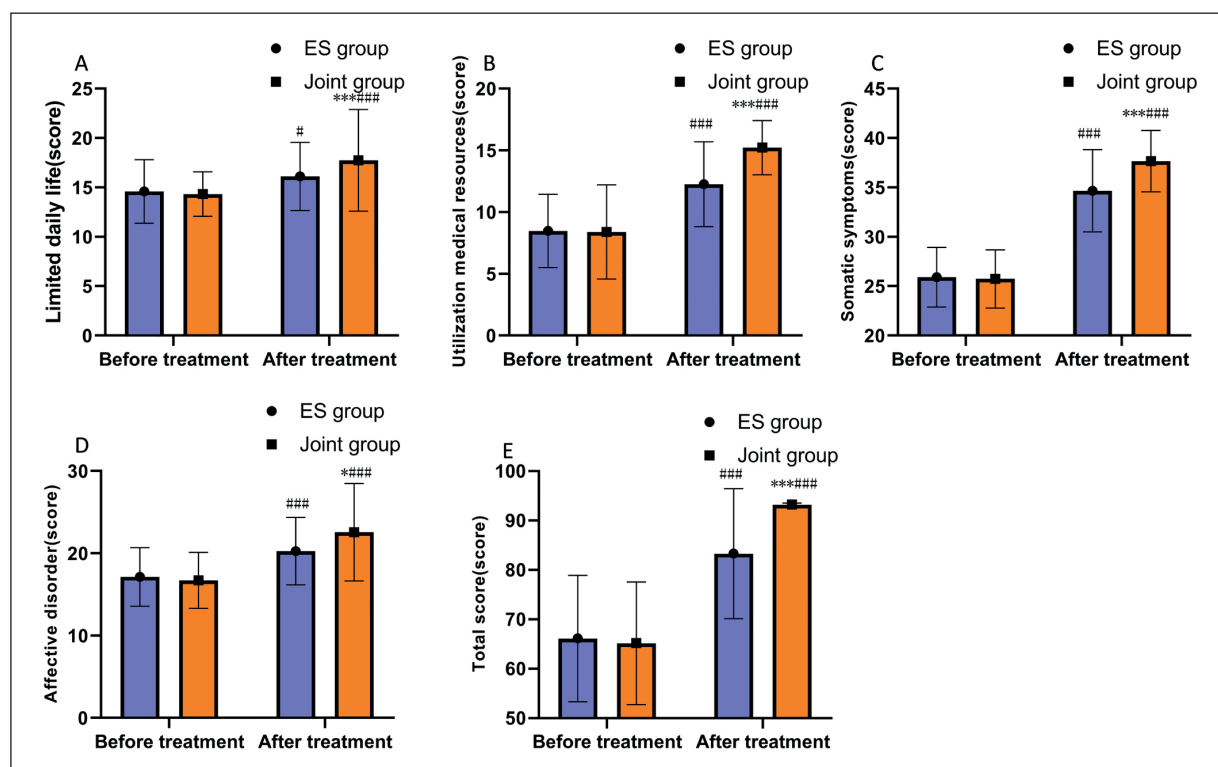 A
ES group
Joint group
Limited daily life(score)
25
20
15
10
5
0
#
***###
Before treatment
After treatment
B
ES group
Joint group
Utilization medical resources(score)
20
15
10
5
0
###
***###
Before treatment
After treatment
C
ES group
Joint group
Somatic symptoms(score)
45
40
35
30
25
20
###
***###
Before treatment
After treatment
D
ES group
Joint group
Affective disorder(score)
30
20
10
0
###
*###
Before treatment
After treatment
E
ES group
Joint group
Total score(score)
100
90
80
70
60
50
###
***###
Before treatment
After treatment